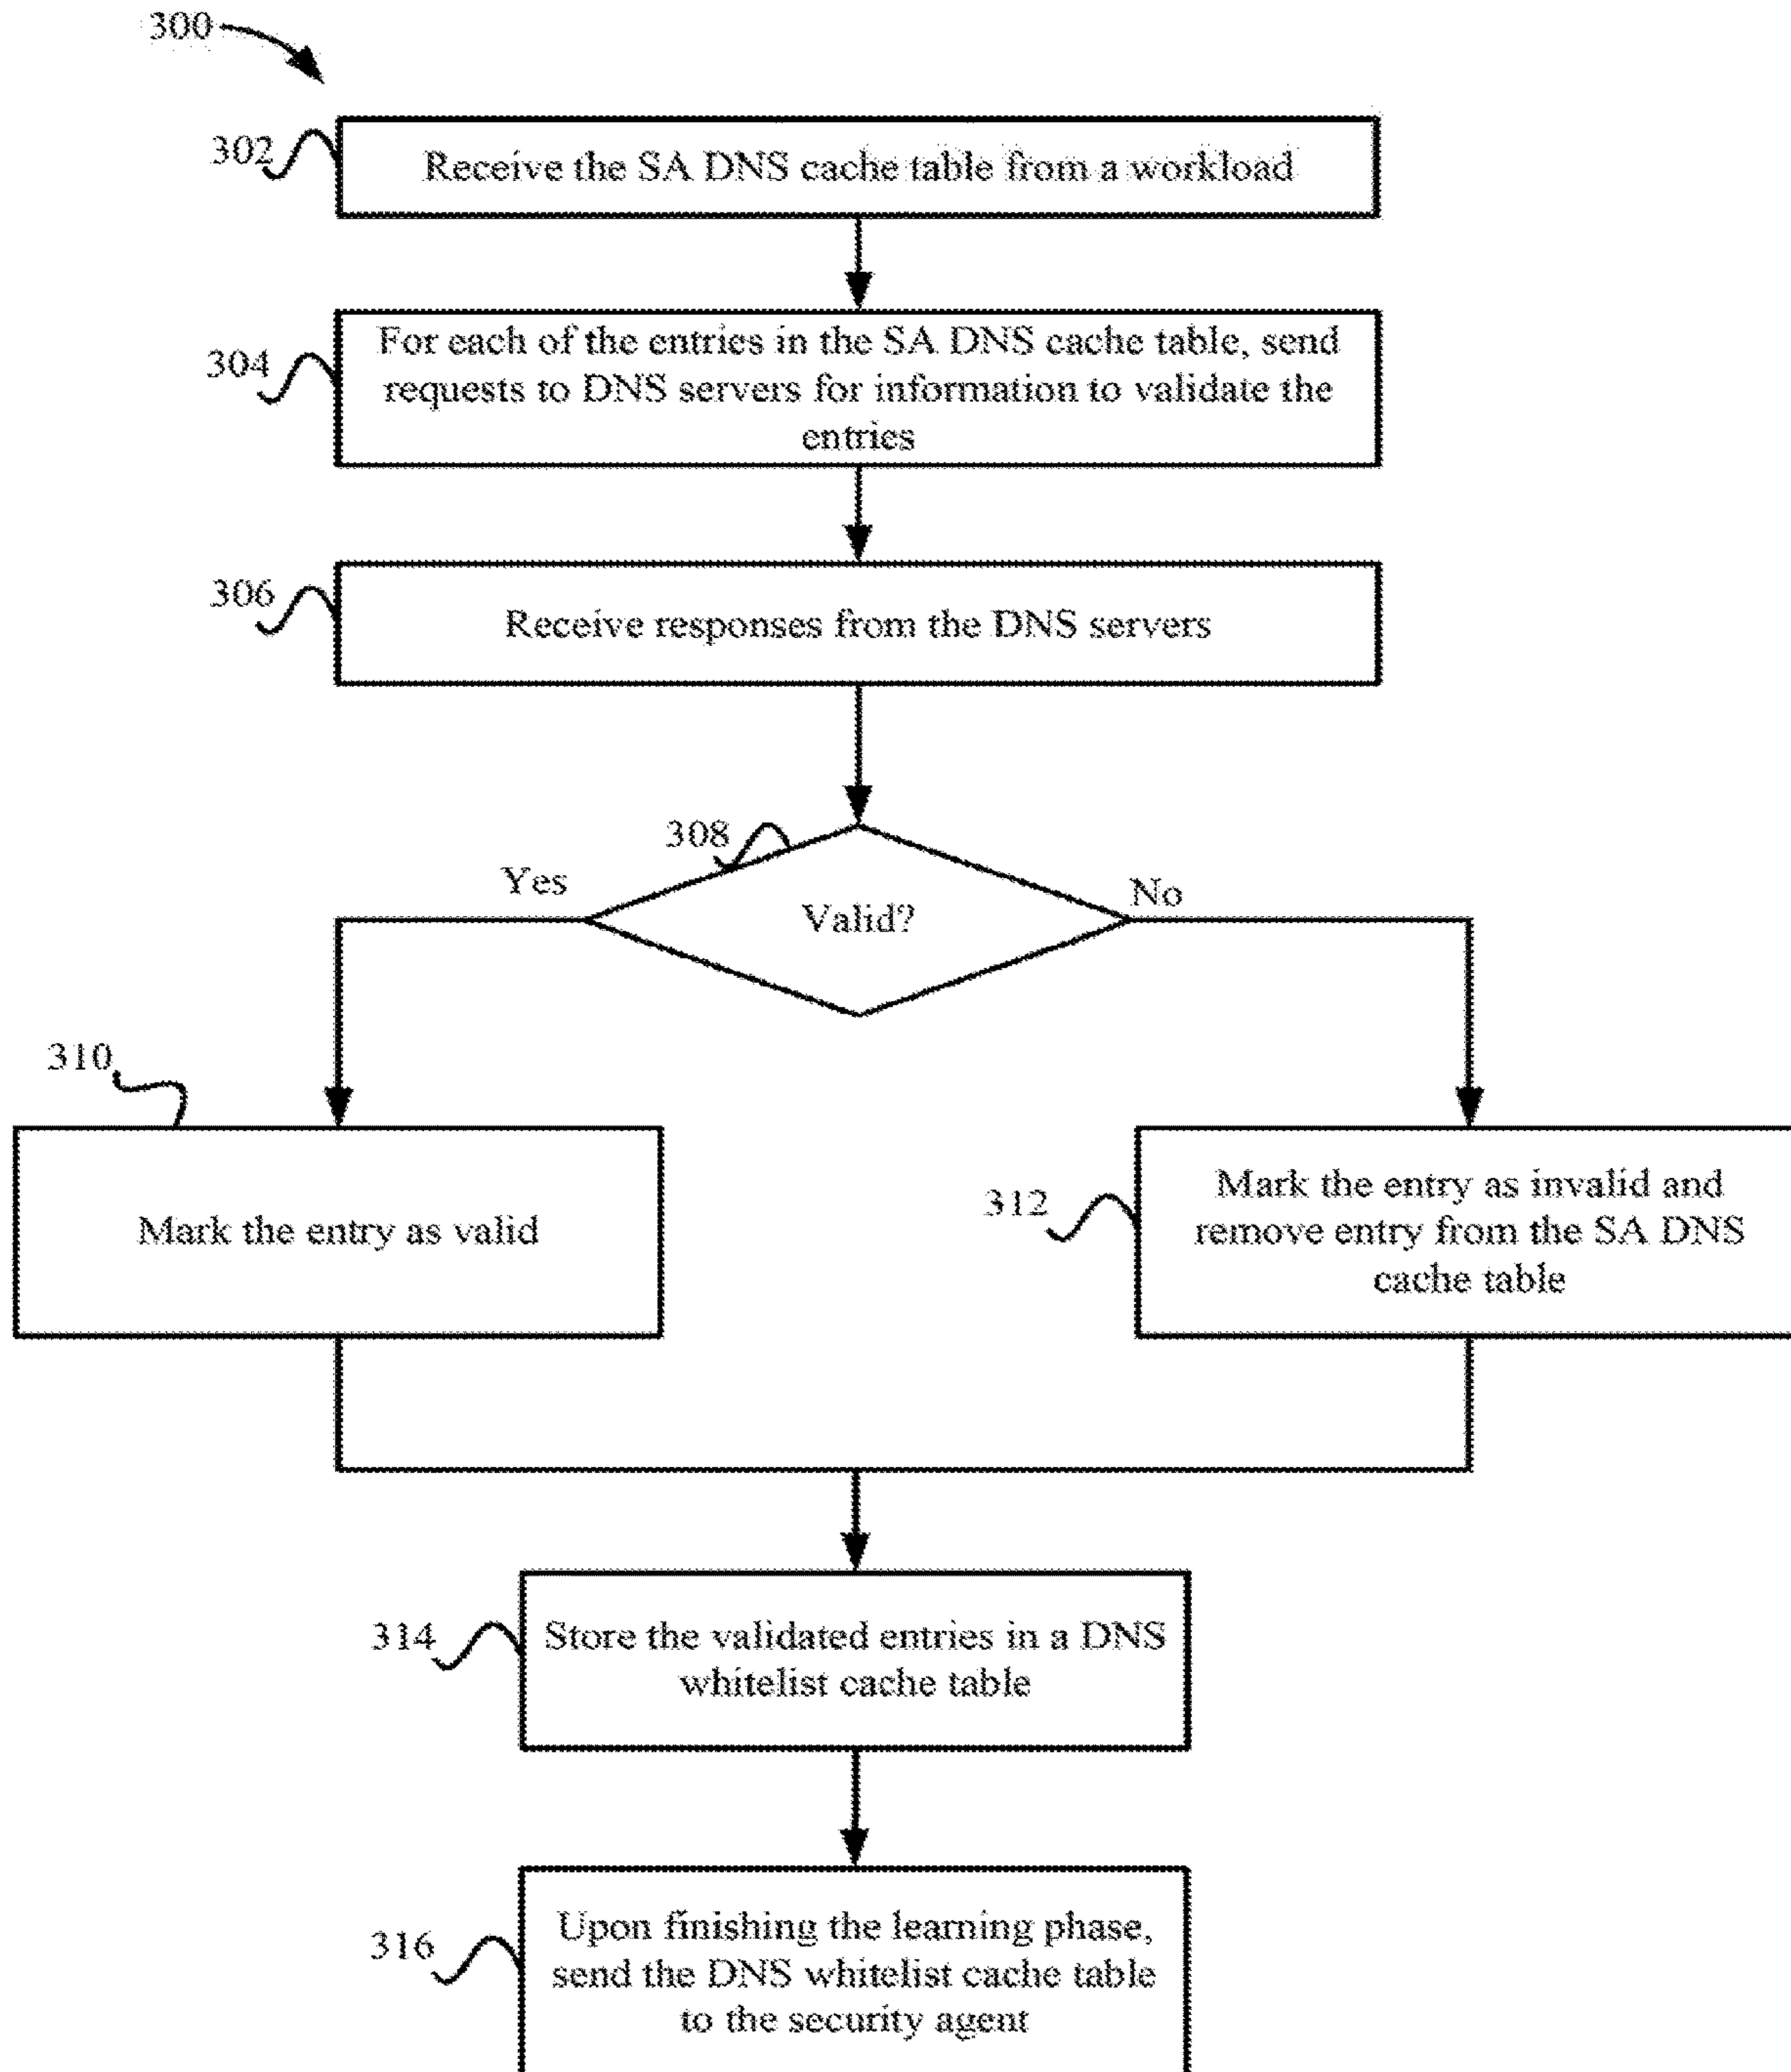 300
302
Receive the SA DNS cache table from a workload
304
For each of the entries in the SA DNS cache table, send
requests to DNS servers for information to validate the
entries
306
Receive responses from the DNS servers
308
Yes
Valid?
No
310
Mark the entry as valid
312
Mark the entry as invalid and
remove entry from the SA DNS
cache table
314
Store the validated entries in a DNS
whitelist cache table
316
Upon finishing the learning phase,
send the DNS whitelist cache table
to the security agent